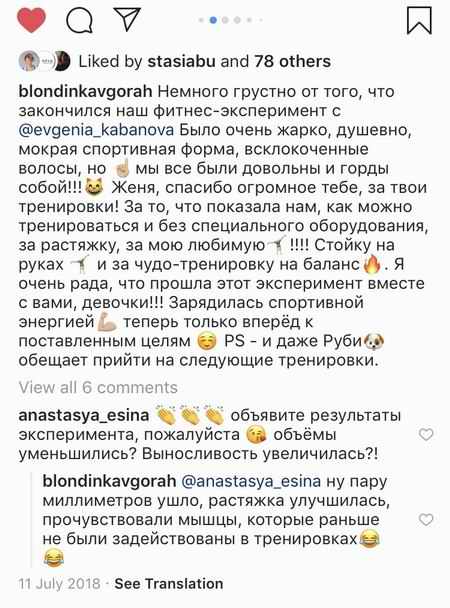 Liked by stasiabu and 78 others
blondinkavgorah Немного грустно от того, что
закончился наш фитнес-эксперимент с
@evgenia_kabanova Было очень жарко, душевно,
мокрая спортивная форма, всклокоченные
волосы, но ☝🏼мы все были довольны и горды
собой!!!😺 Женя, спасибо огромное тебе, за твои
тренировки! За то, что показала нам, как можно
тренироваться и без специального оборудования,
за растяжку, за мою любимую🤸!!!! Стойку на
руках 🤸 и за чудо-тренировку на баланс🔥. Я
очень рада, что прошла этот эксперимент вместе
с вами, девочки!!! Зарядилась спортивной
энергией💪🏼 теперь только вперёд к
поставленным целям ☺️ PS - и даже Руби🐶
обещает прийти на следующие тренировки.
View all 6 comments
anastasya_esina 👏👏👏 объявите результаты
эксперимента, пожалуйста 😘 объёмы
уменьшились? Выносливость увеличилась?!
blondinkavgorah @anastasya_esina ну пару
миллиметров ушло, растяжка улучшилась,
прочувствовали мышцы, которые раньше
не были задействованы в тренировках😂
😂
11 July 2018 · See Translation